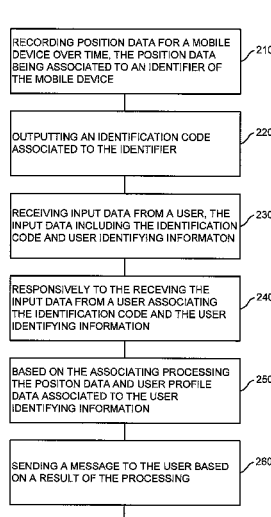 RECORDING POSITION DATA FOR A MOBILE
DEVICE OVER TIME, THE POSITION DATA
BEING ASSOCIATED TO AN IDENTIFIER OF
THE MOBILE DEVICE
210
OUTPUTTING AN IDENTIFICATION CODE
ASSOCIATED TO THE IDENTIFIER
220
RECEIVING INPUT DATA FROM A USER, THE
INPUT DATA INCLUDING THE IDENTIFICATION
CODE AND USER IDENTIFYING INFORMATON
230
RESPONSIVELY TO THE RECEVING THE
INPUT DATA FROM A USER ASSOCIATING
THE IDENTIFICATION CODE AND THE USER
IDENTIFYING INFORMATION
240
BASED ON THE ASSOCIATING PROCESSING
THE POSITON DATA AND USER PROFILE
DATA ASSOCIATED TO THE USER
IDENTIFYING INFORMATION
250
SENDING A MESSAGE TO THE USER BASED
ON A RESULT OF THE PROCESSING
260